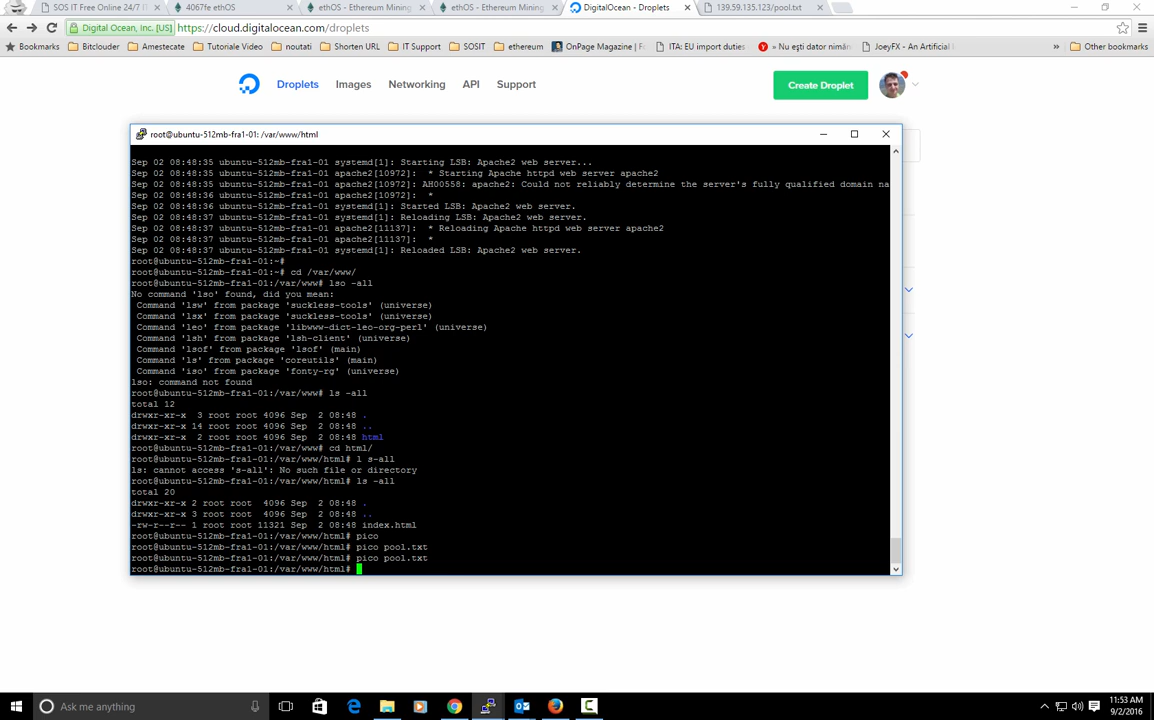 SOS IT Free Online 24/7 IT
4067fe ethOS
ethOS - Ethereum Mining
ethOS - Ethereum Mining
DigitalOcean - Droplets
139.59.135.123/pool.txt
Digital Ocean, Inc. [US]
https://cloud.digitalocean.com/droplets
Bookmarks
Bitclouder
Amestecate
Tutoriale Video
noutati
Shorten URL
IT Support
SOSIT
ethereum
OnPage Magazine | Fr
ITA: EU import duties
» Nu eşti dator nimăn
JoeyFX - An Artificial
»
Other bookmarks
Droplets
Images
Networking
API
Support
Create Droplet
root@ubuntu-512mb-fra1-01: /var/www/html
Sep 02 08:48:35 ubuntu-512mb-fra1-01 systemd[1]: Starting LSB: Apache2 web server...
Sep 02 08:48:35 ubuntu-512mb-fra1-01 apache2[10972]:  * Starting Apache httpd web server apache2
Sep 02 08:48:35 ubuntu-512mb-fra1-01 apache2[10972]: AH00558: apache2: Could not reliably determine the server's fully qualified domain na
Sep 02 08:48:36 ubuntu-512mb-fra1-01 apache2[10972]:  *
Sep 02 08:48:36 ubuntu-512mb-fra1-01 systemd[1]: Started LSB: Apache2 web server.
Sep 02 08:48:37 ubuntu-512mb-fra1-01 systemd[1]: Reloading LSB: Apache2 web server.
Sep 02 08:48:37 ubuntu-512mb-fra1-01 apache2[11137]:  * Reloading Apache httpd web server apache2
Sep 02 08:48:37 ubuntu-512mb-fra1-01 apache2[11137]:  *
Sep 02 08:48:37 ubuntu-512mb-fra1-01 systemd[1]: Reloaded LSB: Apache2 web server.
root@ubuntu-512mb-fra1-01:~#
root@ubuntu-512mb-fra1-01:~# cd /var/www/
root@ubuntu-512mb-fra1-01:/var/www# lso -all
No command 'lso' found, did you mean:
Command 'lsw' from package 'suckless-tools' (universe)
Command 'lsx' from package 'suckless-tools' (universe)
Command 'leo' from package 'libwww-dict-leo-org-perl' (universe)
Command 'lsh' from package 'lsh-client' (universe)
Command 'lsof' from package 'lsof' (main)
Command 'ls' from package 'coreutils' (main)
Command 'iso' from package 'fonty-rg' (universe)
lso: command not found
root@ubuntu-512mb-fra1-01:/var/www# ls -all
total 12
drwxr-xr-x  3 root root 4096 Sep  2 08:48 .
drwxr-xr-x 14 root root 4096 Sep  2 08:48 ..
drwxr-xr-x  2 root root 4096 Sep  2 08:48 html
root@ubuntu-512mb-fra1-01:/var/www# cd html/
root@ubuntu-512mb-fra1-01:/var/www/html# l s-all
ls: cannot access 's-all': No such file or directory
root@ubuntu-512mb-fra1-01:/var/www/html# ls -all
total 20
drwxr-xr-x 2 root root  4096 Sep  2 08:48 .
drwxr-xr-x 3 root root  4096 Sep  2 08:48 ..
-rw-r--r-- 1 root root 11321 Sep  2 08:48 index.html
root@ubuntu-512mb-fra1-01:/var/www/html# pico
root@ubuntu-512mb-fra1-01:/var/www/html# pico pool.txt
root@ubuntu-512mb-fra1-01:/var/www/html# pico pool.txt
root@ubuntu-512mb-fra1-01:/var/www/html#
Ask me anything
11:53 AM
9/2/2016